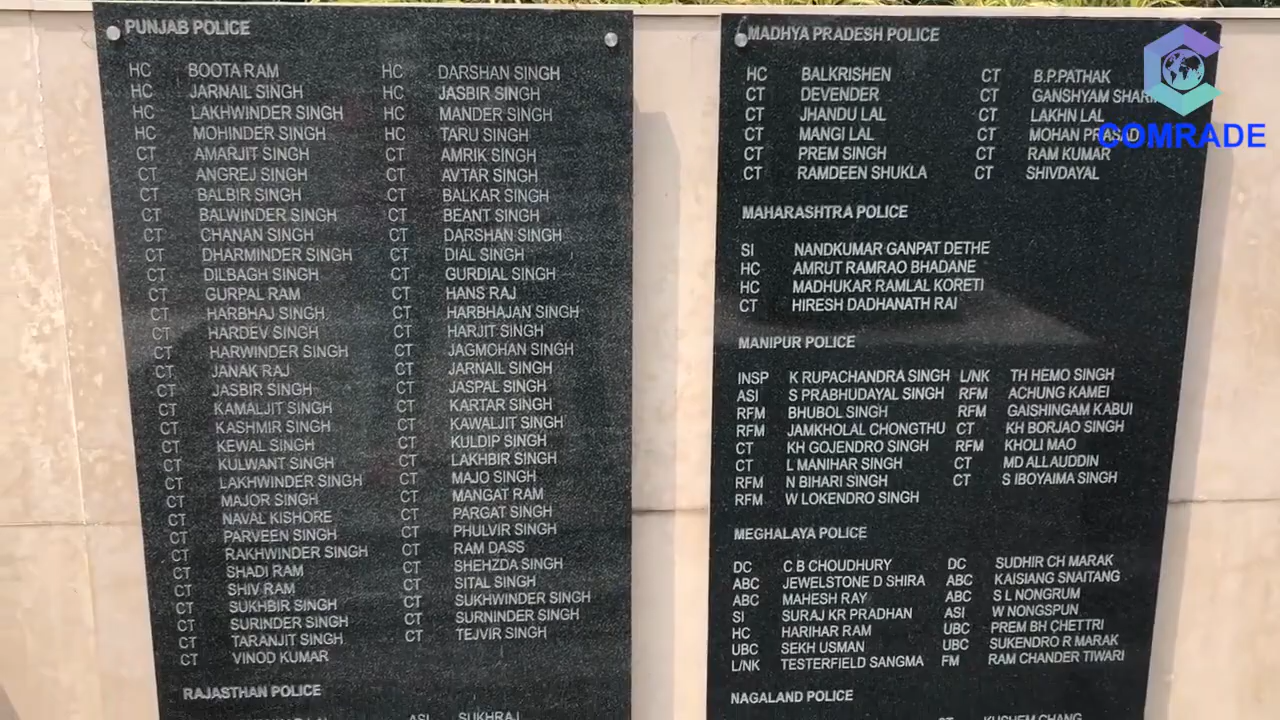 PUNJAB POLICE
HC BOOTA RAM HC DARSHAN SINGH
HC JARNAIL SINGH HC JASBIR SINGH
HC LAKHWINDER SINGH HC MANDER SINGH
HC MOHINDER SINGH HC TARU SINGH
CT AMARJIT SINGH CT AMRIK SINGH
CT ANGREJ SINGH CT AVTAR SINGH
CT BALBIR SINGH CT BALKAR SINGH
CT BALWINDER SINGH CT BEANT SINGH
CT CHANAN SINGH CT DARSHAN SINGH
CT DHARMINDER SINGH CT DIAL SINGH
CT DILBAGH SINGH CT GURDIAL SINGH
CT GURPAL RAM CT HANS RAJ
CT HARBHAJ SINGH CT HARBHAJAN SINGH
CT HARDEV SINGH CT HARJIT SINGH
CT HARWINDER SINGH CT JAGMOHAN SINGH
CT JANAK RAJ CT JARNAIL SINGH
CT JASBIR SINGH CT JASPAL SINGH
CT KAMALJIT SINGH CT KARTAR SINGH
CT KASHMIR SINGH CT KAWALJIT SINGH
CT KEWAL SINGH CT KULDIP SINGH
CT KULWANT SINGH CT LAKHBIR SINGH
CT LAKHWINDER SINGH CT MAJO SINGH
CT MAJOR SINGH CT MANGAT RAM
CT NAVAL KISHORE CT PARGAT SINGH
CT PARVEEN SINGH CT PHULVIR SINGH
CT RAKHWINDER SINGH CT RAM DASS
CT SHADI RAM CT SHEHZDA SINGH
CT SHIV RAM CT SITAL SINGH
CT SUKHBIR SINGH CT SUKHWINDER SINGH
CT SURINDER SINGH CT SURNINDER SINGH
CT TARANJIT SINGH CT TEJVIR SINGH
CT VINOD KUMAR
RAJASTHAN POLICE
ASI SUKHRAJ
MADHYA PRADESH POLICE
HC BALKRISHEN CT B.P.PATHAK
CT DEVENDER CT GANSHYAM
CT JHANDU LAL CT LAKHN LAL
CT MANGI LAL CT MOHAN PRASAD
CT PREM SINGH CT RAM KUMAR
CT RAMDEEN SHUKLA CT SHIVDAYAL
MAHARASHTRA POLICE
SI NANDKUMAR GANPAT DETHE
HC AMRUT RAMRAO BHADANE
HC MADHUKAR RAMLAL KORETI
CT HIRESH DADHANATH RAI
MANIPUR POLICE
INSP K RUPACHANDRA SINGH L/NK TH HEMO SINGH
ASI S PRABHUDAYAL SINGH RFM ACHUNG KAMEI
RFM BHUBOL SINGH RFM GAISHINGAM KABUI
RFM JAMKHOLAL CHONGTHU CT KH BORJAO SINGH
CT KH GOJENDRO SINGH RFM KHOLI MAO
CT L MANIHAR SINGH CT MD ALLAUDDIN
RFM N BIHARI SINGH CT S IBOYAIMA SINGH
RFM W LOKENDRO SINGH
MEGHALAYA POLICE
DC C B CHOUDHURY DC SUDHIR CH MARAK
ABC JEWELSTONE D SHIRA ABC KAISIANG SNAITANG
ABC MAHESH RAY ABC S L NONGRUM
SI SURAJ KR PRADHAN ASI W NONGSPUN
HC HARIHAR RAM UBC PREM BH CHETTRI
UBC SEKH USMAN UBC SUKENDRO R MARAK
L/NK TESTERFIELD SANGMA FM RAM CHANDER TIWARI
NAGALAND POLICE
CT KUSHEM CHANG
COMRADE